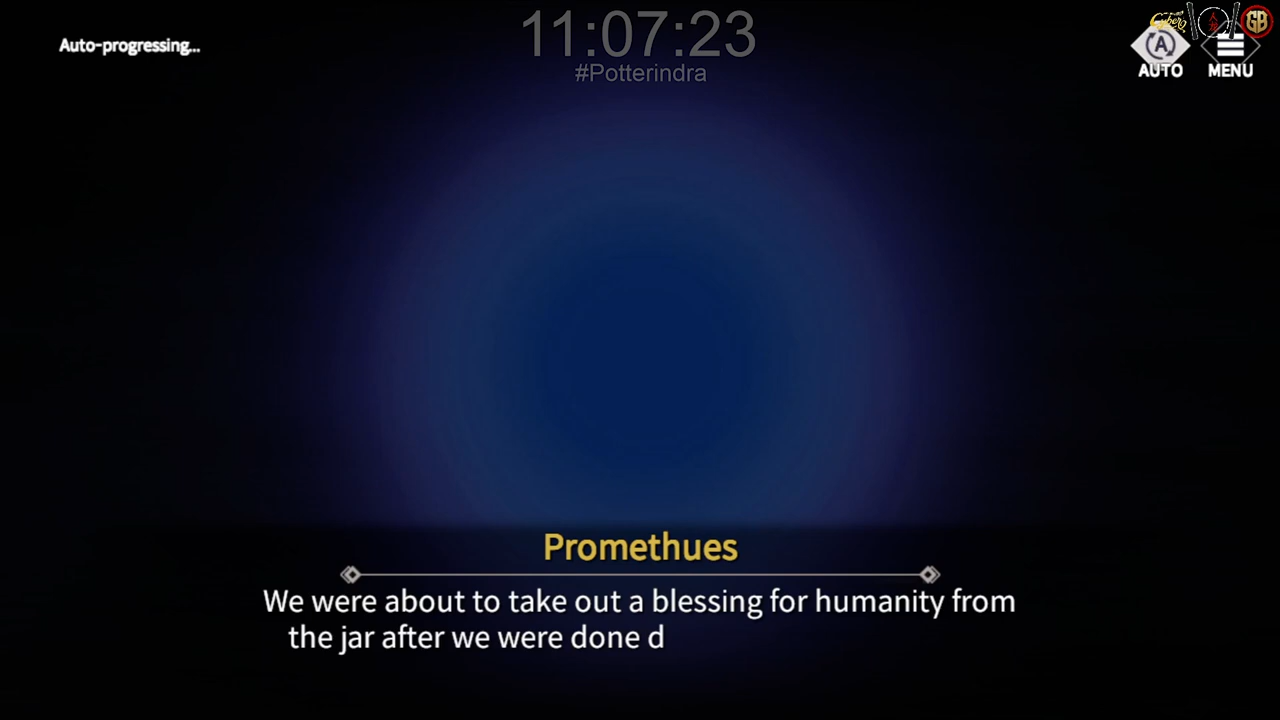 Auto-progressing...
11:07:23
#Potterindra
GB
A
AUTO
MENU
Promethues
We were about to take out a blessing for humanity from
the jar after we were done d